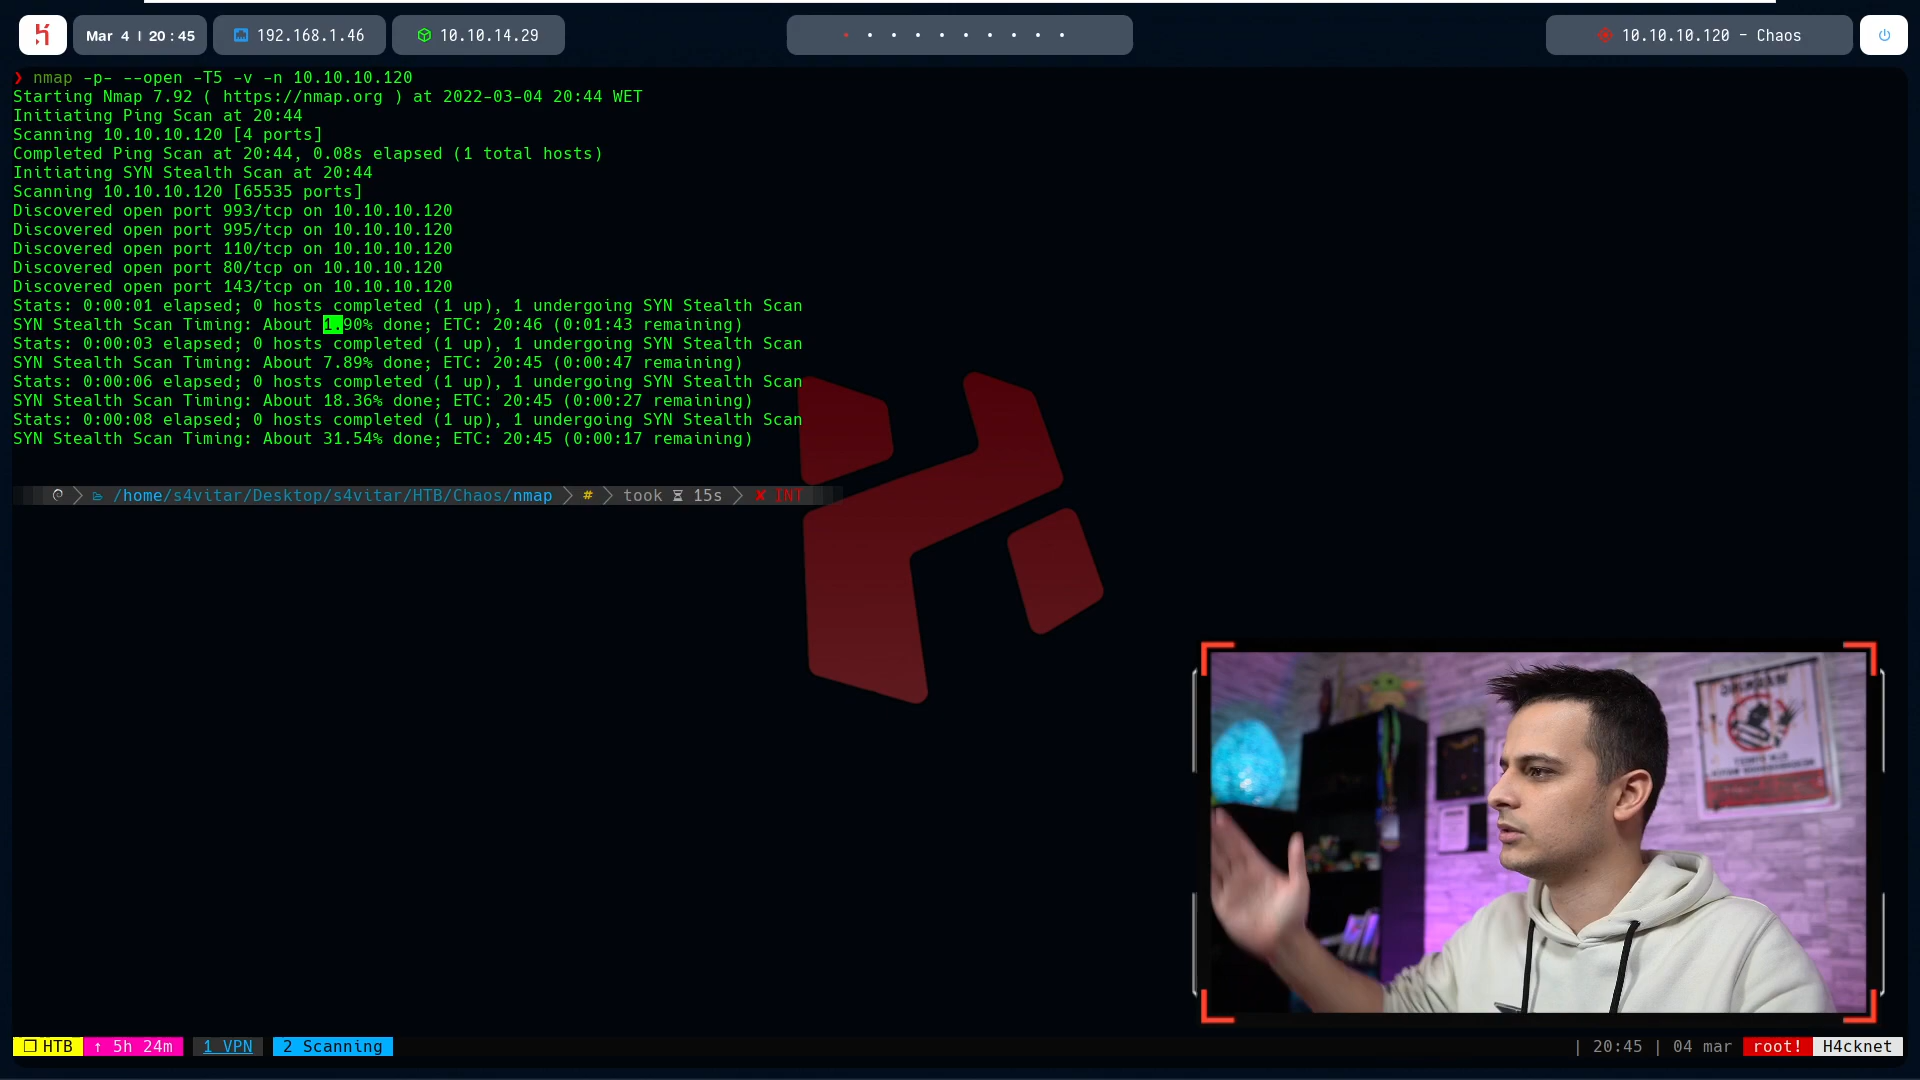 Mar 4 | 20:45
192.168.1.46
10.10.14.29
10.10.10.120 - Chaos
❯ nmap -p- --open -T5 -v -n 10.10.10.120
Starting Nmap 7.92 ( https://nmap.org ) at 2022-03-04 20:44 WET
Initiating Ping Scan at 20:44
Scanning 10.10.10.120 [4 ports]
Completed Ping Scan at 20:44, 0.08s elapsed (1 total hosts)
Initiating SYN Stealth Scan at 20:44
Scanning 10.10.10.120 [65535 ports]
Discovered open port 993/tcp on 10.10.10.120
Discovered open port 995/tcp on 10.10.10.120
Discovered open port 110/tcp on 10.10.10.120
Discovered open port 80/tcp on 10.10.10.120
Discovered open port 143/tcp on 10.10.10.120
Stats: 0:00:01 elapsed; 0 hosts completed (1 up), 1 undergoing SYN Stealth Scan
SYN Stealth Scan Timing: About 1.90% done; ETC: 20:46 (0:01:43 remaining)
Stats: 0:00:03 elapsed; 0 hosts completed (1 up), 1 undergoing SYN Stealth Scan
SYN Stealth Scan Timing: About 7.89% done; ETC: 20:45 (0:00:47 remaining)
Stats: 0:00:06 elapsed; 0 hosts completed (1 up), 1 undergoing SYN Stealth Scan
SYN Stealth Scan Timing: About 18.36% done; ETC: 20:45 (0:00:27 remaining)
Stats: 0:00:08 elapsed; 0 hosts completed (1 up), 1 undergoing SYN Stealth Scan
SYN Stealth Scan Timing: About 31.54% done; ETC: 20:45 (0:00:17 remaining)
/home/s4vitar/Desktop/s4vitar/HTB/Chaos/nmap # took 15s ✘ INT
HTB ↑ 5h 24m 1 VPN 2 Scanning
| 20:45 | 04 mar root! H4cknet